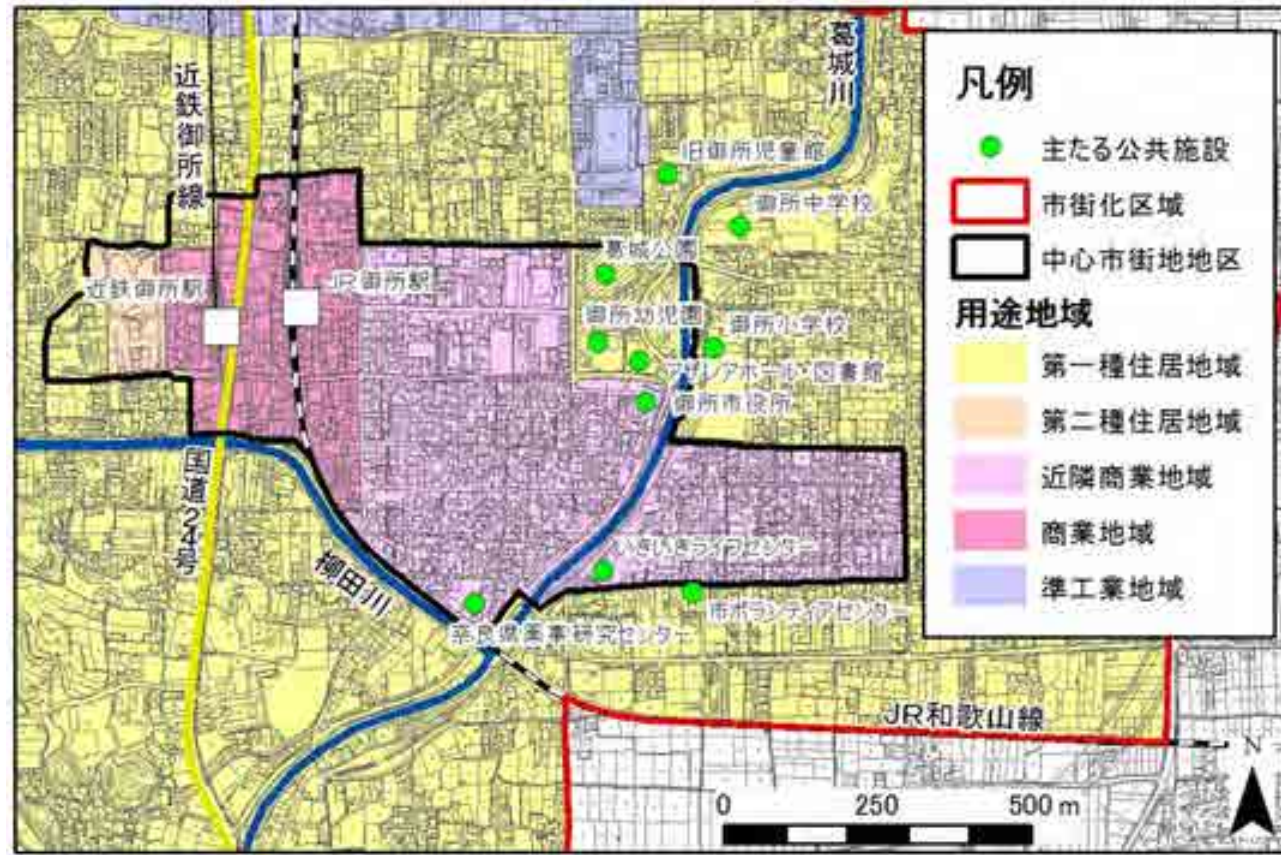 近鉄御所線
葛城川
旧御所児童館
御所中学校
葛城公園
近鉄御所駅
JR御所駅
御所幼児園
御所小学校
アザレアホール・図書館
御所市役所
国道24号
いきいきライフセンター
柳田川
市ボランティアセンター
奈良県薬事研究センター
JR和歌山線
凡例
主たる公共施設
市街化区域
中心市街地地区
用途地域
第一種住居地域
第二種住居地域
近隣商業地域
商業地域
準工業地域
N
0 250 500 m